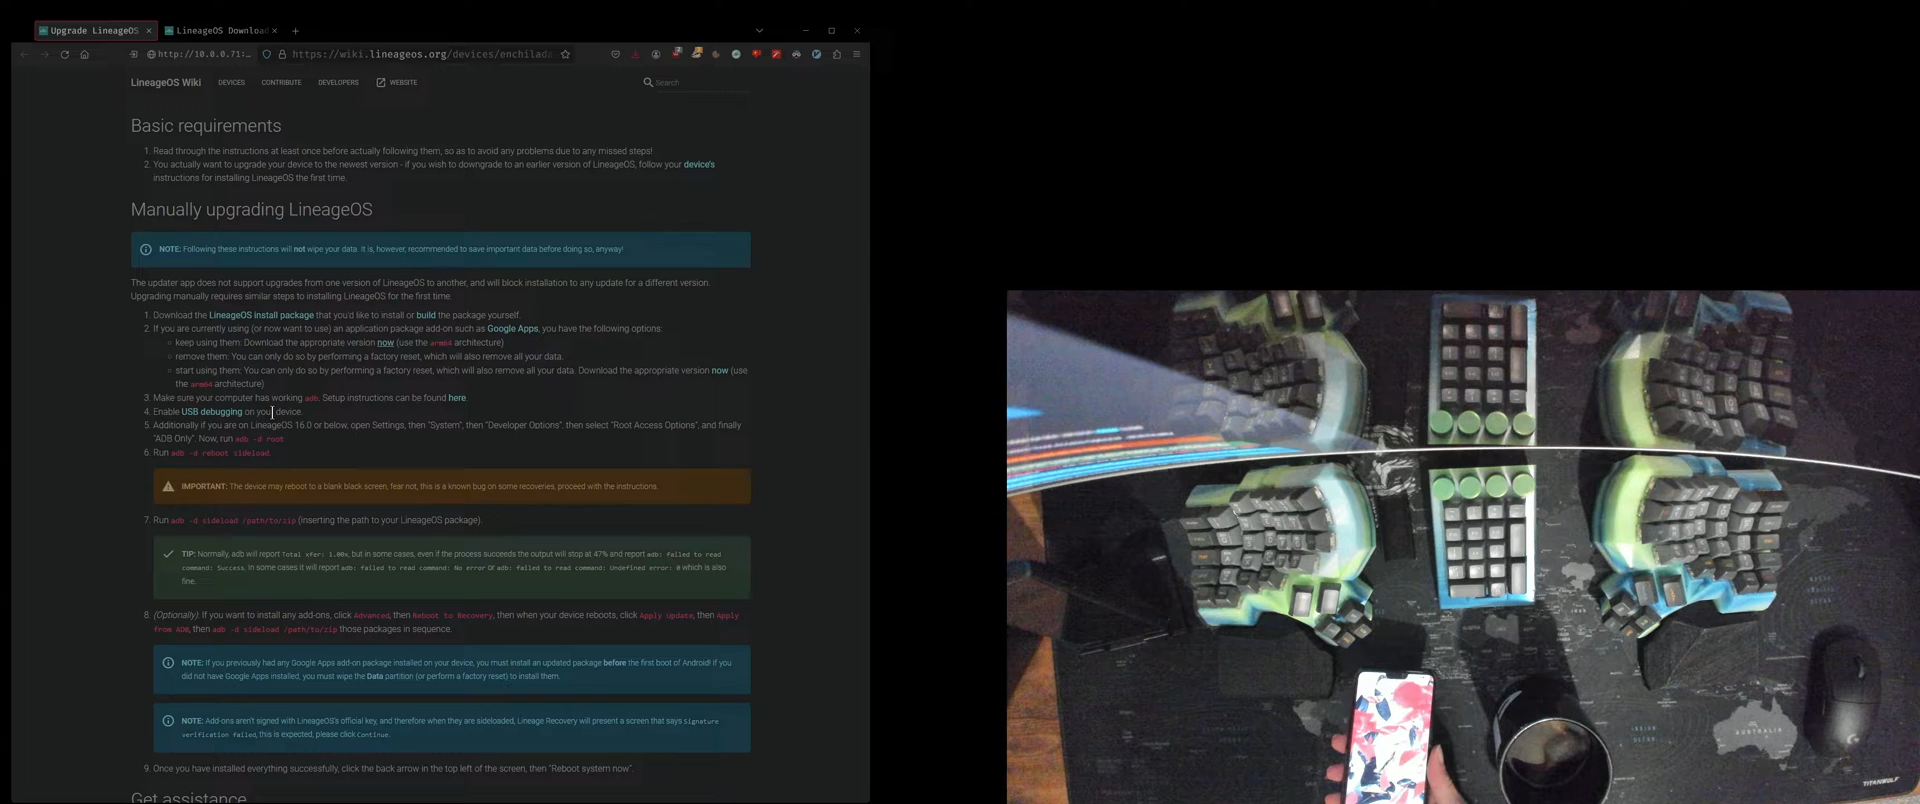 Upgrade LineageOS
LineageOS Download
http://10.0.0.71:...
https://wiki.lineageos.org/devices/enchilada
LineageOS Wiki
DEVICES
CONTRIBUTE
DEVELOPERS
WEBSITE
Search
Basic requirements
1. Read through the instructions at least once before actually following them, so as to avoid any problems due to any missed steps!
2. You actually want to upgrade your device to the newest version - if you wish to downgrade to an earlier version of LineageOS, follow your device's
instructions for installing LineageOS the first time.
Manually upgrading LineageOS
NOTE: Following these instructions will not wipe your data. It is, however, recommended to save important data before doing so, anyway!
The updater app does not support upgrades from one version of LineageOS to another, and will block installation to any update for a different version.
Upgrading manually requires similar steps to installing LineageOS for the first time.
1. Download the LineageOS install package that you'd like to install or build the package yourself.
2. If you are currently using (or now want to use) an application package add-on such as Google Apps, you have the following options:
keep using them: Download the appropriate version now (use the arm64 architecture)
remove them: You can only do so by performing a factory reset, which will also remove all your data.
start using them: You can only do so by performing a factory reset, which will also remove all your data. Download the appropriate version now (use
the arm64 architecture)
3. Make sure your computer has working adb. Setup instructions can be found here.
4. Enable USB debugging on your device.
5. Additionally if you are on LineageOS 16.0 or below, open Settings, then "System", then "Developer Options", then select "Root Access Options", and finally
"ADB Only". Now, run adb -d root
6. Run adb -d reboot sideload.
IMPORTANT: The device may reboot to a blank black screen, fear not, this is a known bug on some recoveries, proceed with the instructions.
7. Run adb -d sideload /path/to/zip (inserting the path to your LineageOS package).
TIP: Normally, adb will report Total xfer: 1.00x, but in some cases, even if the process succeeds the output will stop at 47% and report adb: failed to read
command: Success. In some cases it will report adb: failed to read command: No error or adb: failed to read command: Undefined error: 0 which is also
fine.
8. (Optionally): If you want to install any add-ons, click Advanced, then Reboot to Recovery, then when your device reboots, click Apply Update, then Apply
from ADB, then adb -d sideload /path/to/zip those packages in sequence.
NOTE: If you previously had any Google Apps add-on package installed on your device, you must install an updated package before the first boot of Android! If you
did not have Google Apps installed, you must wipe the Data partition (or perform a factory reset) to install them.
NOTE: Add-ons aren't signed with LineageOS's official key, and therefore when they are sideloaded, Lineage Recovery will present a screen that says Signature
verification failed, this is expected, please click Continue.
9. Once you have installed everything successfully, click the back arrow in the top left of the screen, then "Reboot system now".
Get assistance
AUSTRALIA
TITANWOLF